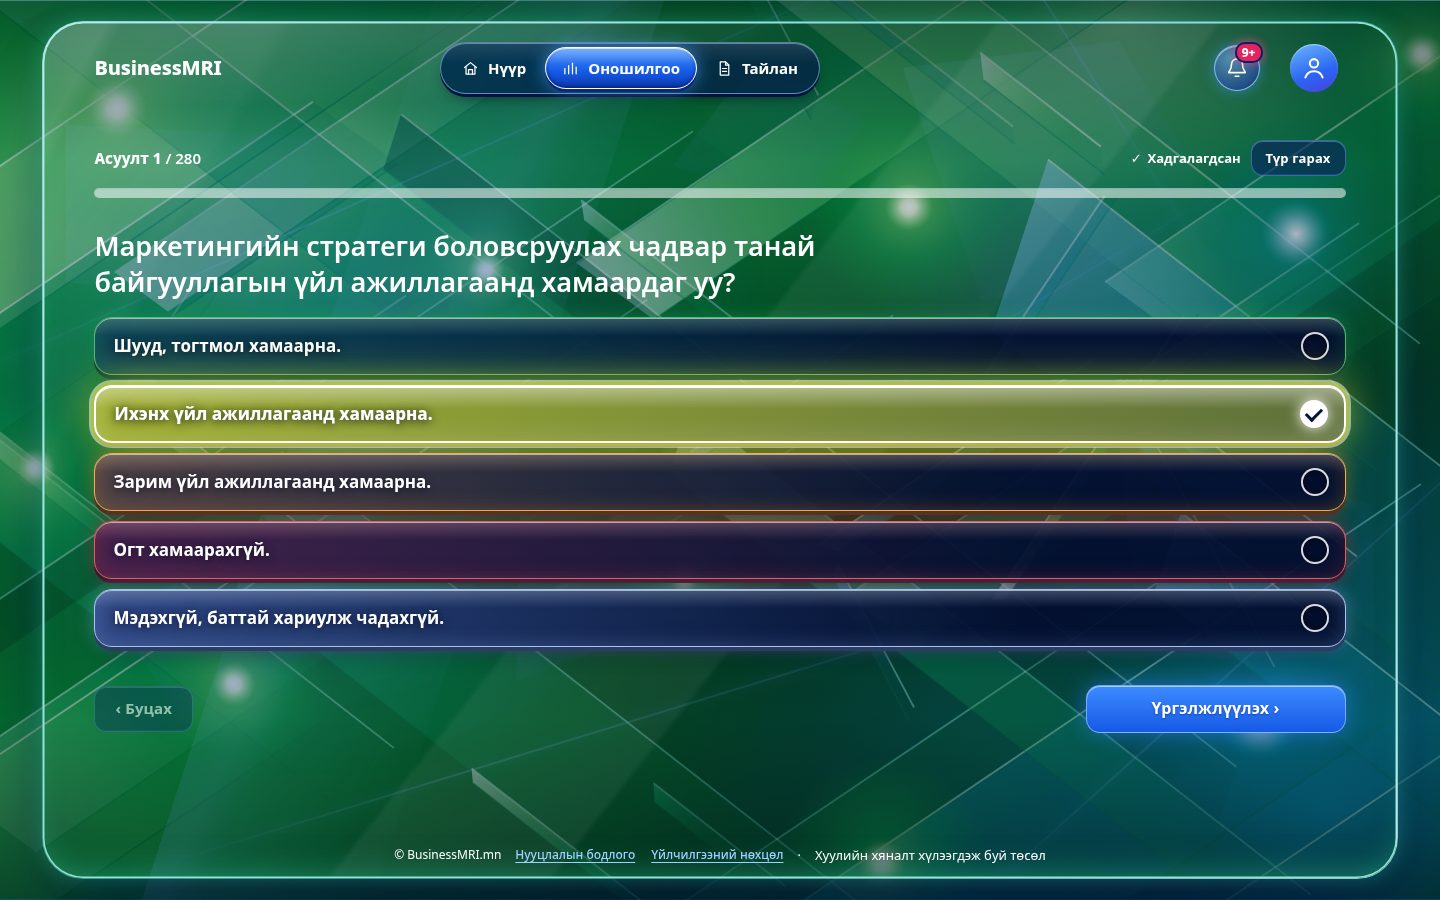 BusinessMRI
Нүүр
Оношилгоо
Тайлан
9+
Асуулт 1 / 280
✓ Хадгалагдсан
Түр гарах
Маркетингийн стратеги боловсруулах чадвар танай
байгууллагын үйл ажиллагаанд хамаардаг уу?
Шууд, тогтмол хамаарна.
Ихэнх үйл ажиллагаанд хамаарна.
Зарим үйл ажиллагаанд хамаарна.
Огт хамаарахгүй.
Мэдэхгүй, баттай хариулж чадахгүй.
‹ Буцах
Үргэлжлүүлэх ›
© BusinessMRI.mn Нууцлалын бодлого Үйлчилгээний нөхцөл · Хуулийн хяналт хүлээгдэж буй төсөл